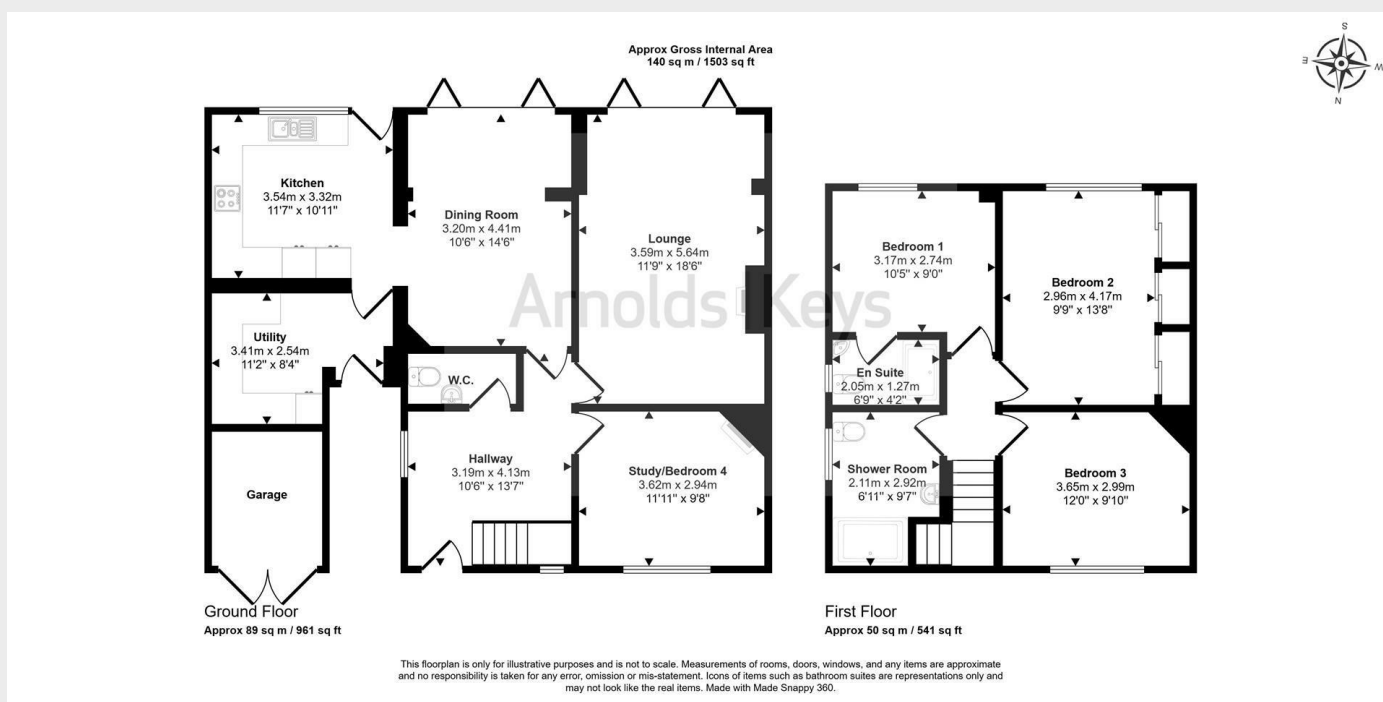 Approx Gross Internal Area
140 sq m / 1503 sq ft
S
E
W
N
Kitchen
3.54m x 3.32m
11'7" x 10'11"
Dining Room
3.20m x 4.41m
10'6" x 14'6"
Lounge
3.59m x 5.64m
11'9" x 18'6"
Arnolds Keys
Utility
3.41m x 2.54m
11'2" x 8'4"
W.C.
Hallway
3.19m x 4.13m
10'6" x 13'7"
Study/Bedroom 4
3.62m x 2.94m
11'11" x 9'8"
Garage
Ground Floor
Approx 89 sq m / 961 sq ft
Bedroom 1
3.17m x 2.74m
10'5" x 9'0"
Bedroom 2
2.96m x 4.17m
9'9" x 13'8"
En Suite
2.05m x 1.27m
6'9" x 4'2"
Shower Room
2.11m x 2.92m
6'11" x 9'7"
Bedroom 3
3.65m x 2.99m
12'0" x 9'10"
First Floor
Approx 50 sq m / 541 sq ft
This floorplan is only for illustrative purposes and is not to scale. Measurements of rooms, doors, windows, and any items are approximate
and no responsibility is taken for any error, omission or mis-statement. Icons of items such as bathroom suites are representations only and
may not look like the real items. Made with Made Snappy 360.